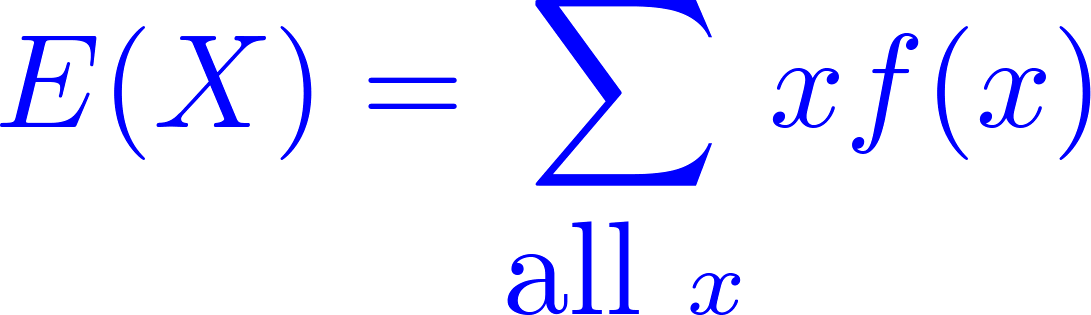 E(X) = ∑ xf(x)
all x